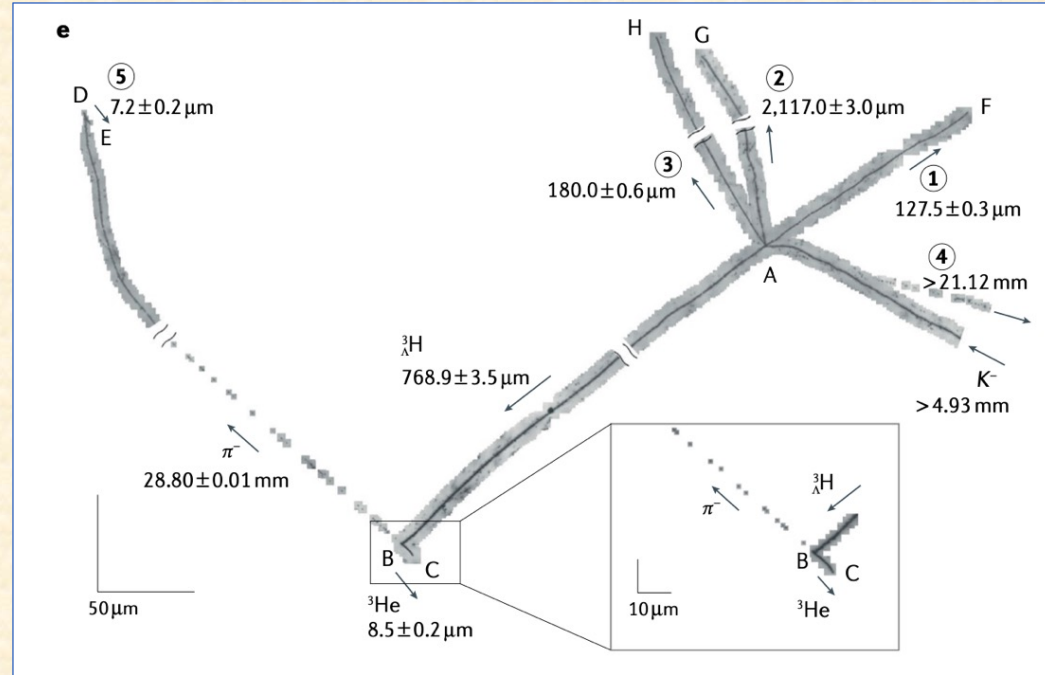 e
D
⑤
7.2±0.2 μm
E
H
G
②
2,117.0±3.0 μm
F
③
180.0±0.6 μm
①
127.5±0.3 μm
A
④
>21.12 mm
K⁻
>4.93 mm
³ΛH
768.9±3.5 μm
π⁻
28.80±0.01 mm
B
C
³He
8.5±0.2 μm
50 μm
³ΛH
π⁻
B
C
³He
10 μm